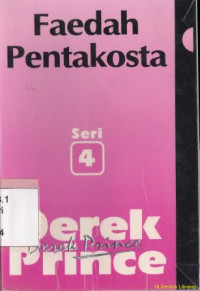 Faedah
Pentakosta
Seri
4
Derek
Derek Prince
Prince